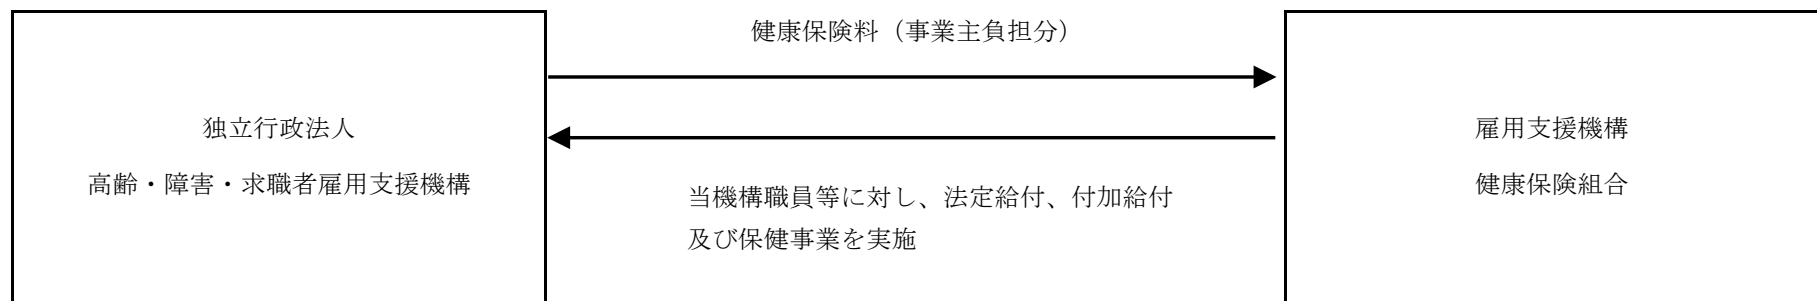 健康保険料（事業主負担分）
独立行政法人
高齢・障害・求職者雇用支援機構
当機構職員等に対し、法定給付、付加給付
及び保健事業を実施
雇用支援機構
健康保険組合